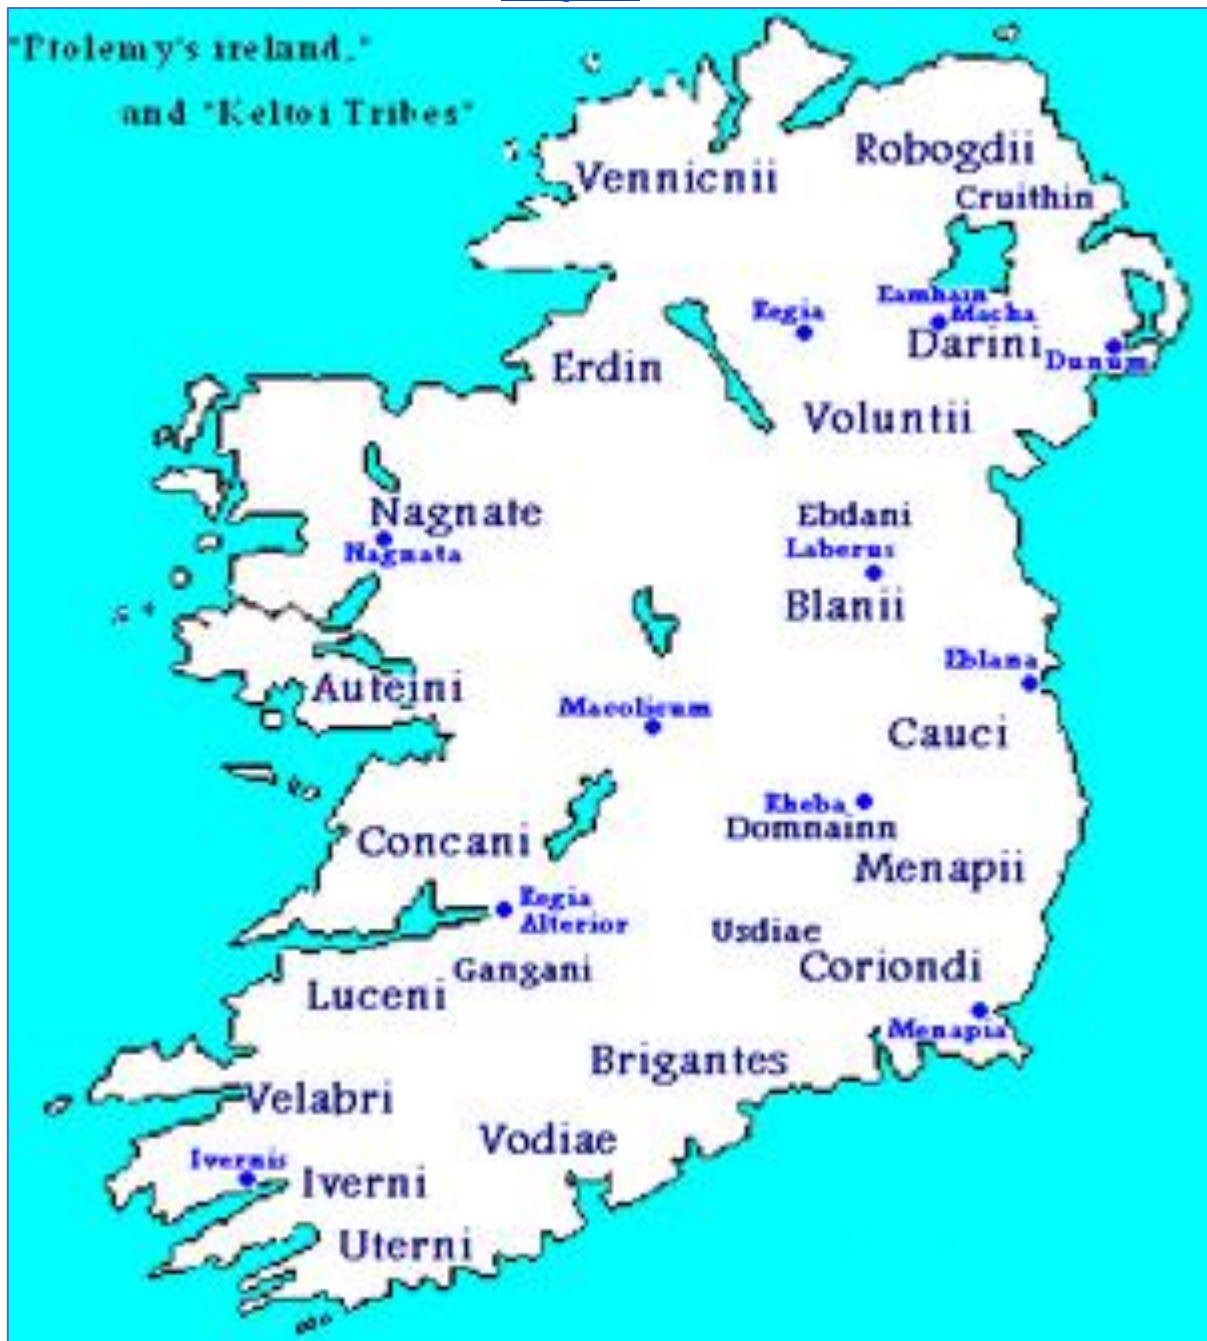 "Ptolemy's ireland."
and "Keltoi Tribes"
Robogdii
Vennicnii
Cruithin
Eamhain
Macha
Regia
Darini
Dunum
Erdin
Voluntii
Nagnate
Nagnata
Ebdani
Laberus
Blanii
Eblana
Auteini
Macolicum
Cauci
Rheba
Domnainn
Concani
Menapii
Regia
Alterior
Usdiae
Gangani
Coriondi
Luceni
Menapia
Brigantes
Velabri
Vodiae
Ivernis
Iverni
Uterni